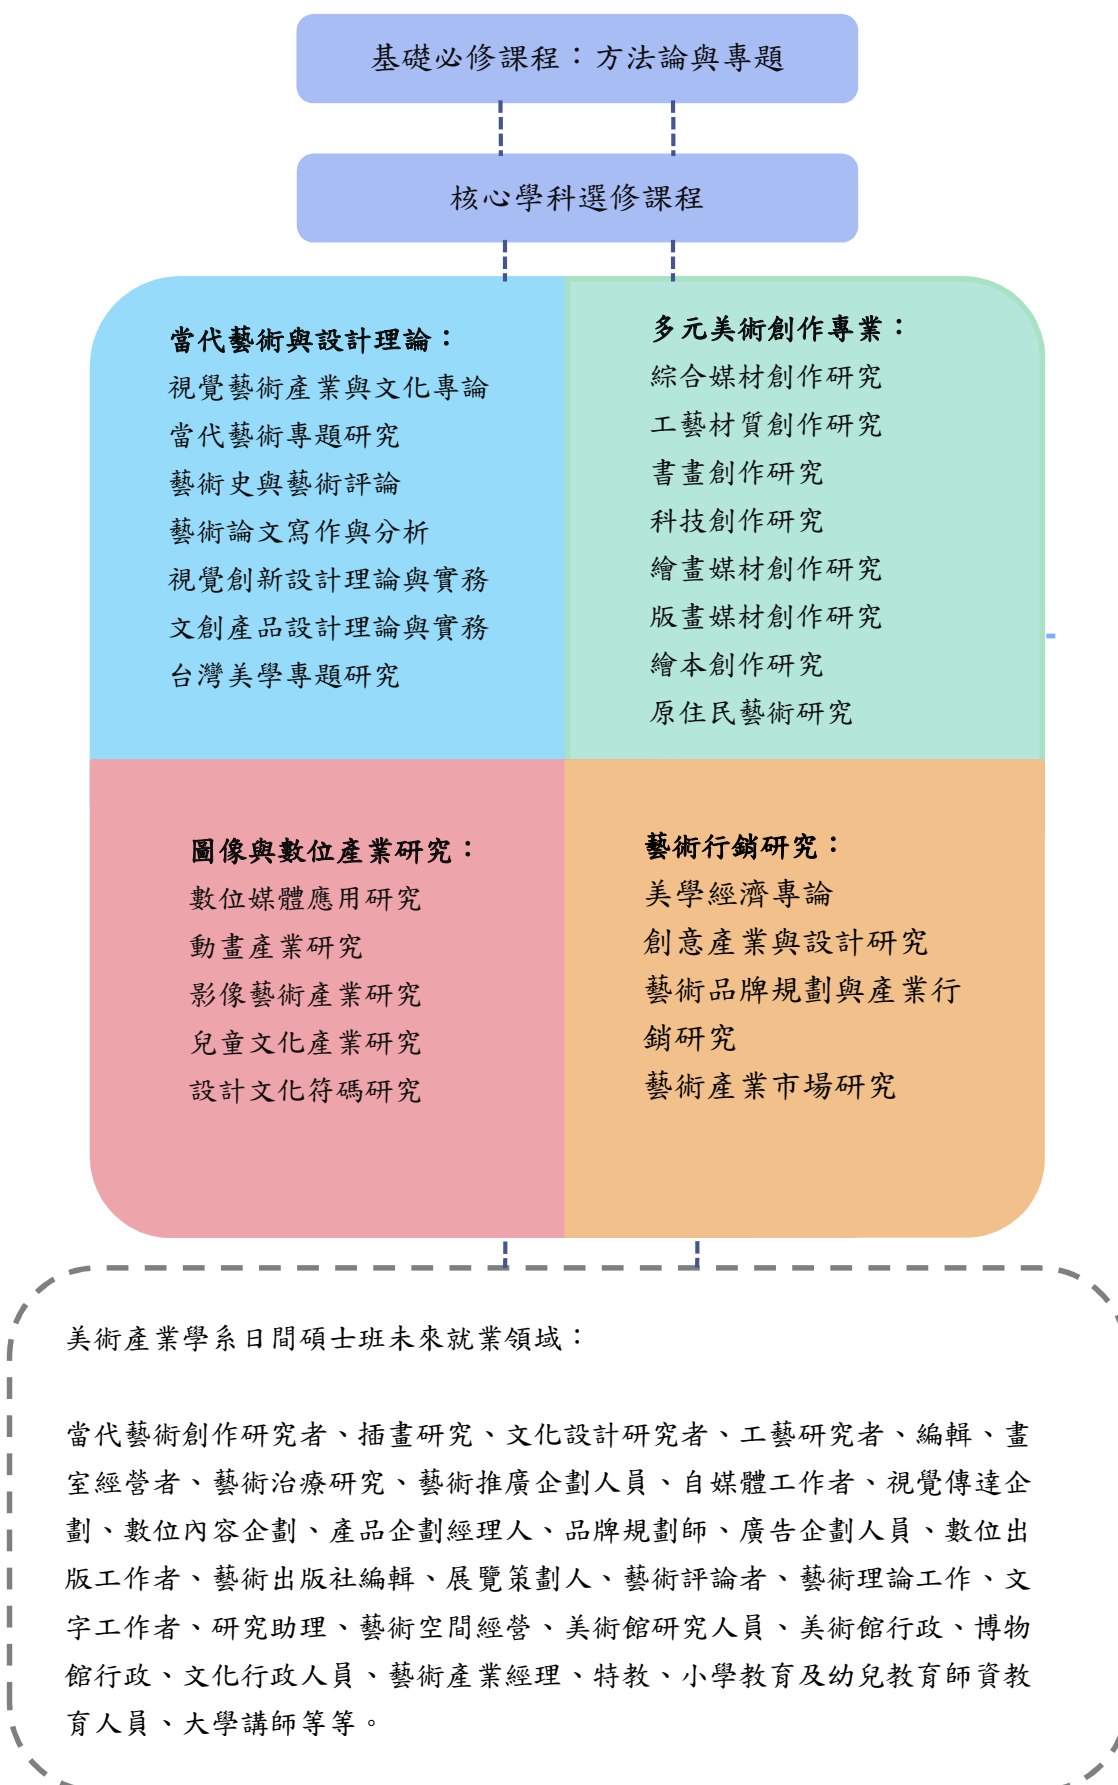 基礎必修課程：方法論與專題
核心學科選修課程
當代藝術與設計理論：
視覺藝術產業與文化專論
當代藝術專題研究
藝術史與藝術評論
藝術論文寫作與分析
視覺創新設計理論與實務
文創產品設計理論與實務
台灣美學專題研究
多元美術創作專業：
綜合媒材創作研究
工藝材質創作研究
書畫創作研究
科技創作研究
繪畫媒材創作研究
版畫媒材創作研究
繪本創作研究
原住民藝術研究
圖像與數位產業研究：
數位媒體應用研究
動畫產業研究
影像藝術產業研究
兒童文化產業研究
設計文化符碼研究
藝術行銷研究：
美學經濟專論
創意產業與設計研究
藝術品牌規劃與產業行
銷研究
藝術產業市場研究
美術產業學系日間碩士班未來就業領域：
當代藝術創作研究者、插畫研究、文化設計研究者、工藝研究者、編輯、畫
室經營者、藝術治療研究、藝術推廣企劃人員、自媒體工作者、視覺傳達企
劃、數位內容企劃、產品企劃經理人、品牌規劃師、廣告企劃人員、數位出
版工作者、藝術出版社編輯、展覽策劃人、藝術評論者、藝術理論工作、文
字工作者、研究助理、藝術空間經營、美術館研究人員、美術館行政、博物
館行政、文化行政人員、藝術產業經理、特教、小學教育及幼兒教育師資教
育人員、大學講師等等。